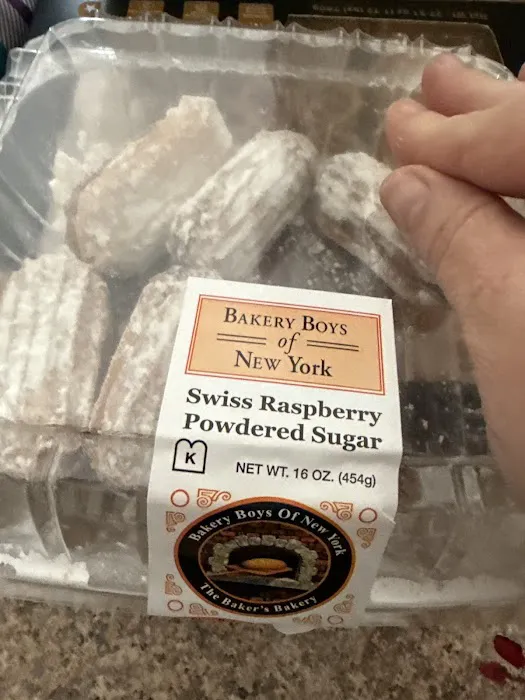 BAKERY BOYS
of
NEW YORK
Swiss Raspberry
Powdered Sugar
K
NET WT. 16 OZ. (454g)
Bakery Boys Of New York
The Baker's Bakery